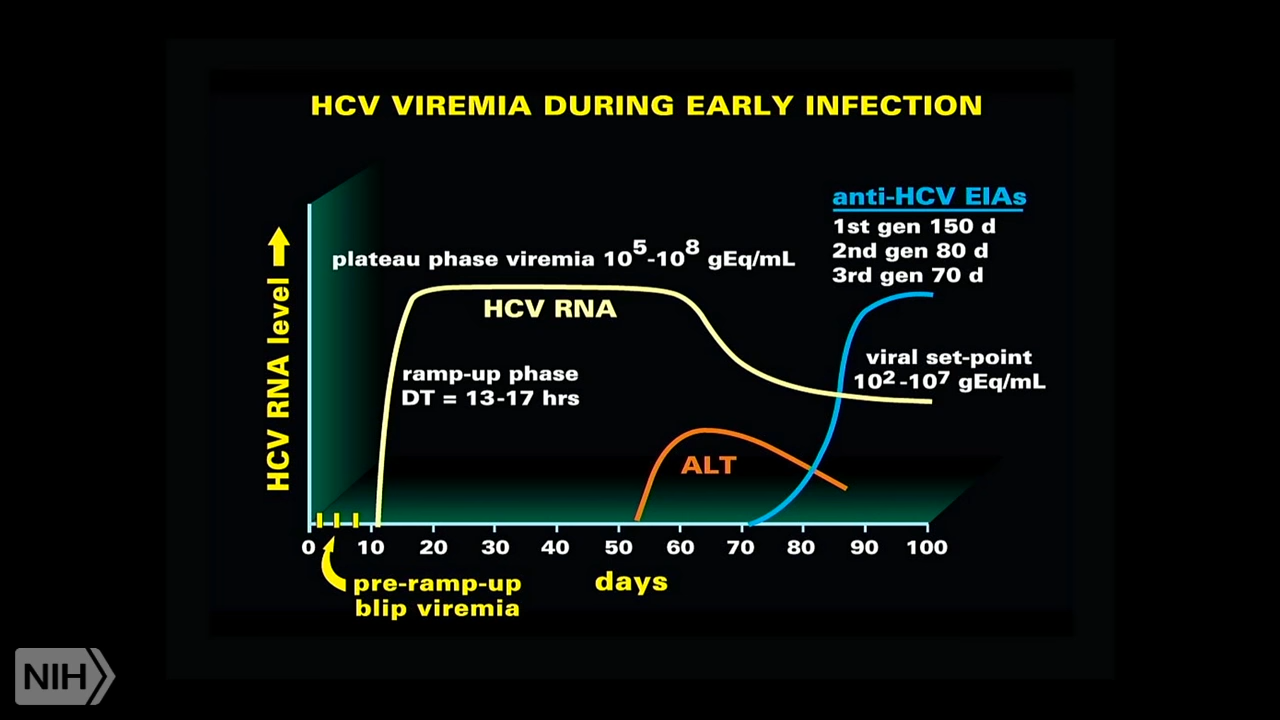 HCV VIREMIA DURING EARLY INFECTION
anti-HCV EIAs
1st gen 150 d
2nd gen 80 d
3rd gen 70 d
plateau phase viremia 10⁵-10⁸ gEq/mL
HCV RNA
HCV RNA level
ramp-up phase
DT = 13-17 hrs
viral set-point
10²-10⁷ gEq/mL
ALT
0 10 20 30 40 50 60 70 80 90 100
days
pre-ramp-up
blip viremia
NIH